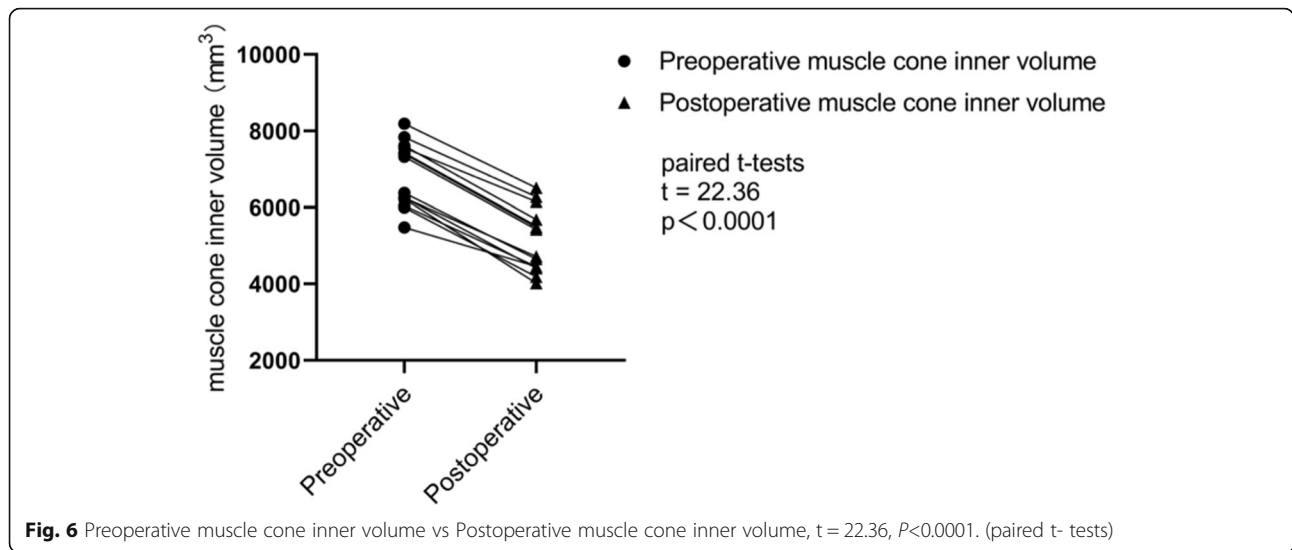 muscle cone inner volume (mm³)
10000
8000
6000
4000
2000
Preoperative
Postoperative
Preoperative muscle cone inner volume
Postoperative muscle cone inner volume
paired t-tests
t = 22.36
p＜0.0001
Fig. 6 Preoperative muscle cone inner volume vs Postoperative muscle cone inner volume, t = 22.36, P<0.0001. (paired t- tests)